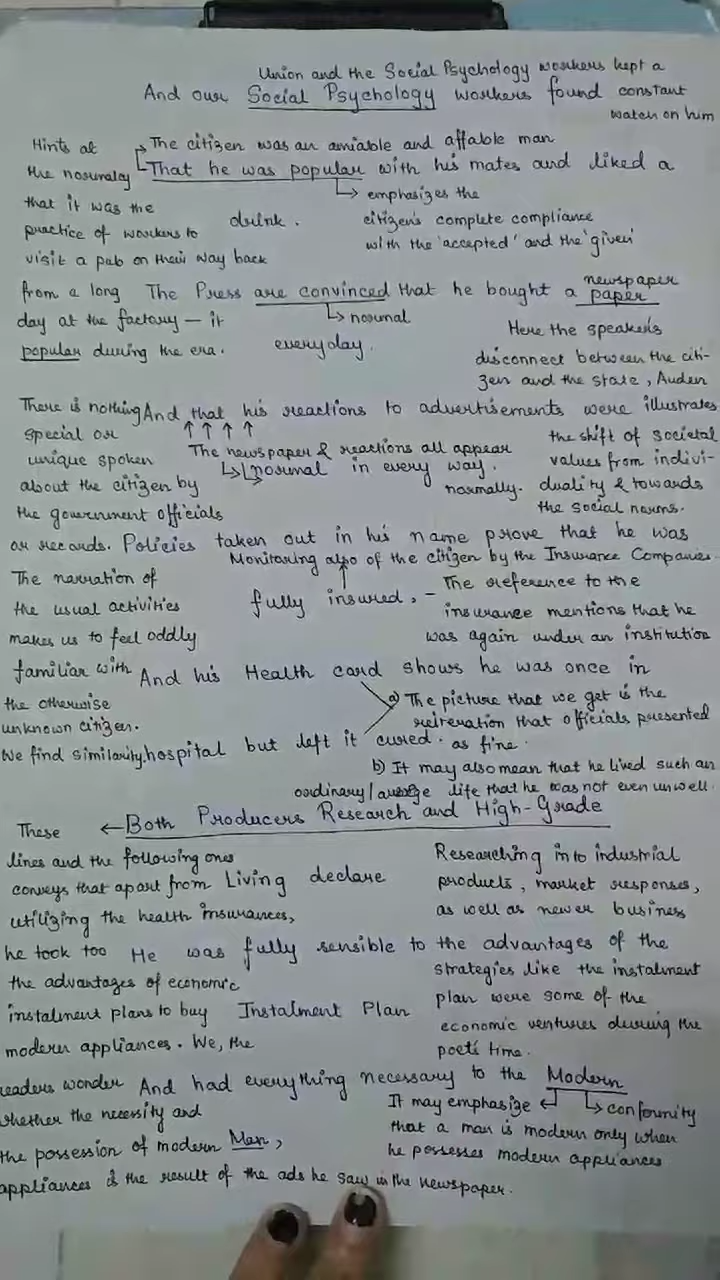 Union and the Social Psychology workers kept a
And our Social Psychology workers found constant
watch on him
Hints at
the normalcy
that it was the
practice of workers to
visit a pub on their way back
from a long
day at the factory – it
popular during the era.
The citizen was an amiable and affable man
That he was popular with his mates and liked a
drink.
emphasizes the
citizen's complete compliance
with the 'accepted' and the 'given'
The Press are convinced that he bought a paper
newspaper
normal
everyday.
Here the speakers
disconnect between the citi-
zen and the state, Auden
illustrates
the shift of societal
values from indivi-
duality & towards
the social norms.
There is nothing
special or
unique spoken
about the citizen by
the government officials
or records.
And that his reactions to advertisements were
The newspaper & reactions all appear
normal in every way.
normally.
Policies taken out in his name prove that he was
Monitoring also of the citizen by the Insurance Companies.
fully insured, –
The reference to the
insurance mentions that he
was again under an institution
The narration of
the usual activities
makes us to feel oddly
familiar with
the otherwise
unknown citizen.
We find similarity.
And his Health card shows he was once in
hospital but left it cured.
a) The picture that we get is the
reiteration that officials presented
as fine.
b) It may also mean that he lived such an
ordinary/average life that he was not even unwell.
Both Producers Research and High-Grade
Living declare
These
lines and the following ones
conveys that apart from
utilizing the health insurances,
he took too
the advantages of economic
instalment plans to buy
modern appliances. We, the
readers wonder
whether the necessity and
the possession of modern
appliances is the result of the ads he saw in the newspaper.
Researching into industrial
products, market responses,
as well as newer business
strategies like the instalment
plan were some of the
economic ventures during the
poet's time.
He was fully sensible to the advantages of the
Instalment Plan
And had everything necessary to the Modern
Man,
It may emphasize
that a man is modern only when
he possesses modern appliances
conformity